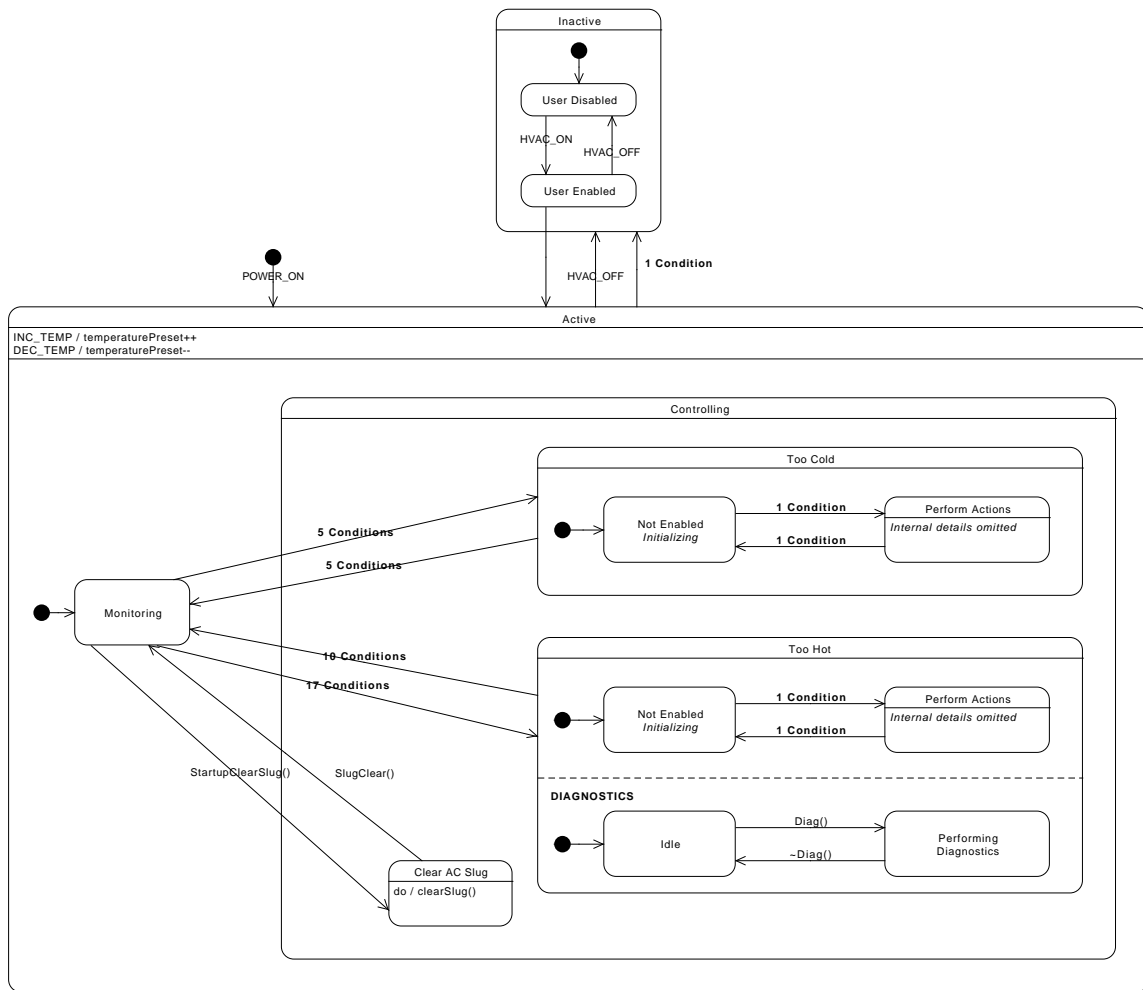 Inactive
User Disabled
HVAC_ON
HVAC_OFF
User Enabled
POWER_ON
HVAC_OFF
1 Condition
Active
INC_TEMP / temperaturePreset++
DEC_TEMP / temperaturePreset--
Controlling
Too Cold
Not Enabled
Initializing
1 Condition
1 Condition
Perform Actions
Internal details omitted
5 Conditions
5 Conditions
Monitoring
10 Conditions
17 Conditions
Too Hot
Not Enabled
Initializing
1 Condition
1 Condition
Perform Actions
Internal details omitted
StartupClearSlug()
SlugClear()
DIAGNOSTICS
Idle
Diag()
~Diag()
Performing
Diagnostics
Clear AC Slug
do / clearSlug()